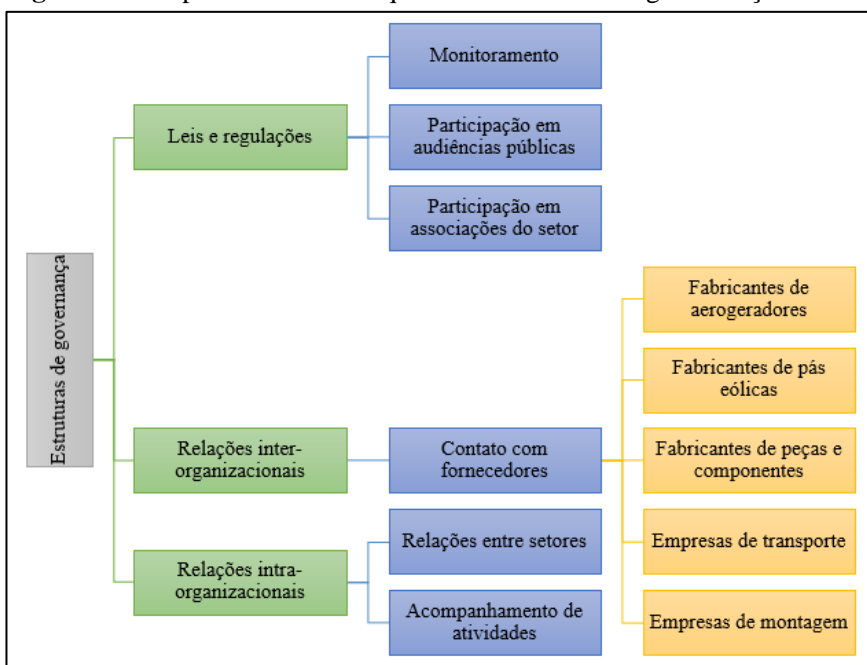 Monitoramento
Leis e regulações
Participação em
audiências públicas
Participação em
associações do setor
Estruturas de governança
Fabricantes de
aerogeradores
Fabricantes de pás
eólicas
Relações inter-
organizacionais
Contato com
fornecedores
Fabricantes de peças e
componentes
Relações intra-
organizacionais
Relações entre setores
Empresas de transporte
Acompanhamento de
atividades
Empresas de montagem